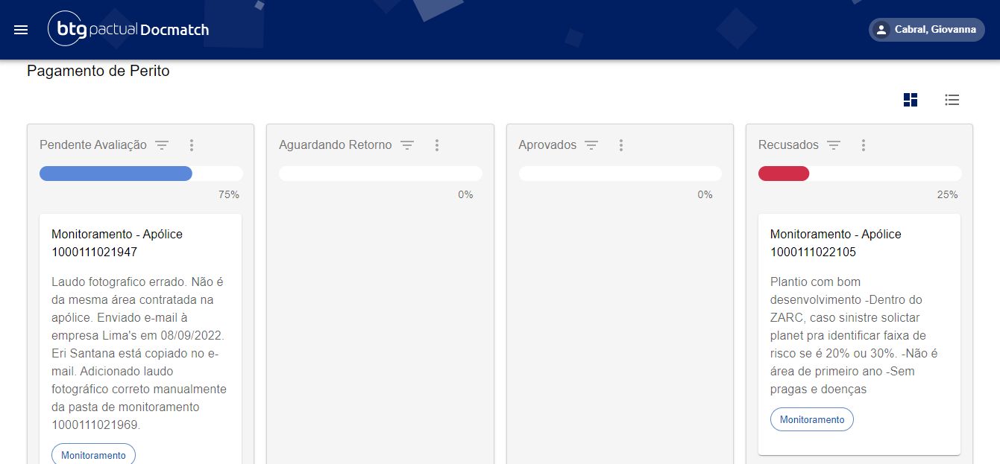 btg pactual Docmatch
Cabral, Giovanna
Pagamento de Perito
Pendente Avaliação
75%
Monitoramento - Apólice
1000111021947
Laudo fotografico errado. Não é
da mesma área contratada na
apólice. Enviado e-mail à
empresa Lima's em 08/09/2022.
Eri Santana está copiado no e-
mail. Adicionado laudo
fotográfico correto manualmente
da pasta de monitoramento
1000111021969.
Monitoramento
Aguardando Retorno
0%
Aprovados
0%
Recusados
25%
Monitoramento - Apólice
1000111022105
Plantio com bom
desenvolvimento -Dentro do
ZARC, caso sinistre solictar
planet pra identificar faixa de
risco se é 20% ou 30%. -Não é
área de primeiro ano -Sem
pragas e doenças
Monitoramento